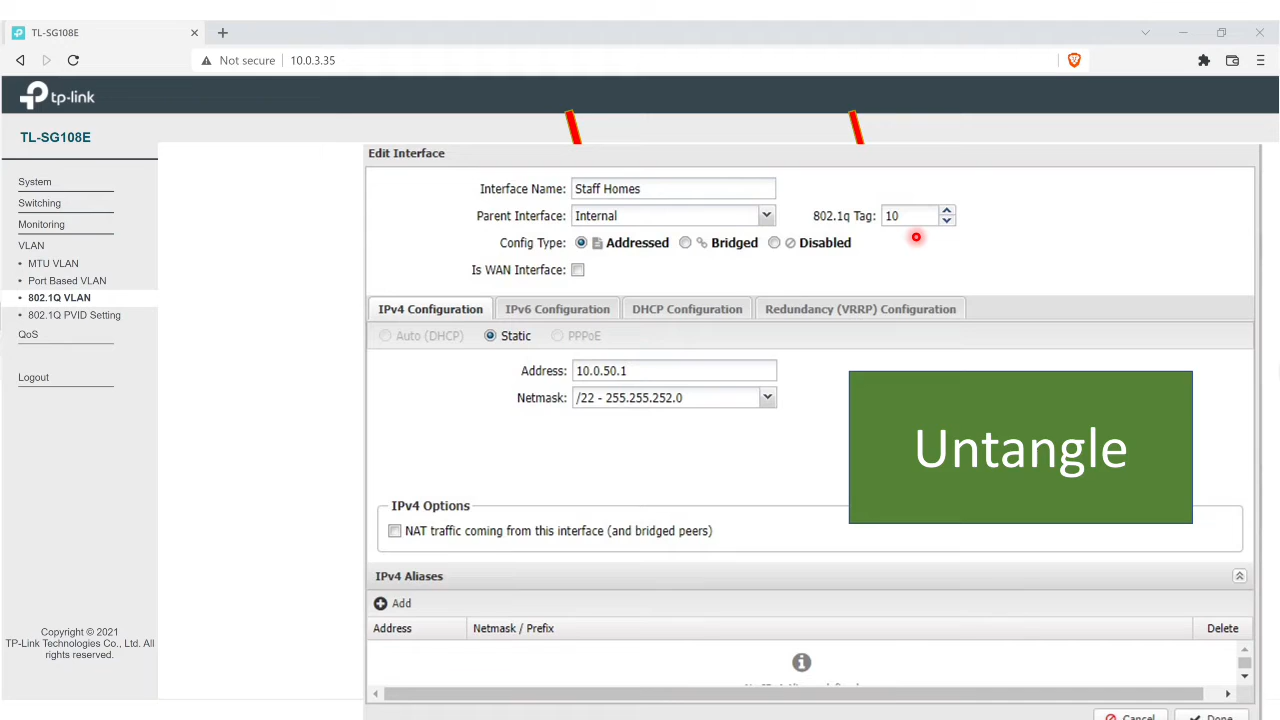 TL-SG108E
Not secure
10.0.3.35
tp-link
TL-SG108E
System
Switching
Monitoring
VLAN
MTU VLAN
Port Based VLAN
802.1Q VLAN
802.1Q PVID Setting
QoS
Logout
Copyright © 2021
TP-Link Technologies Co., Ltd. All
rights reserved.
Edit Interface
Interface Name: Staff Homes
Parent Interface: Internal 802.1q Tag: 10
Config Type: Addressed Bridged Disabled
Is WAN Interface:
IPv4 Configuration IPv6 Configuration DHCP Configuration Redundancy (VRRP) Configuration
Auto (DHCP) Static PPPoE
Address: 10.0.50.1
Netmask: /22 - 255.255.252.0
Untangle
IPv4 Options
NAT traffic coming from this interface (and bridged peers)
IPv4 Aliases
Add
Address Netmask / Prefix Delete
Cancel Done